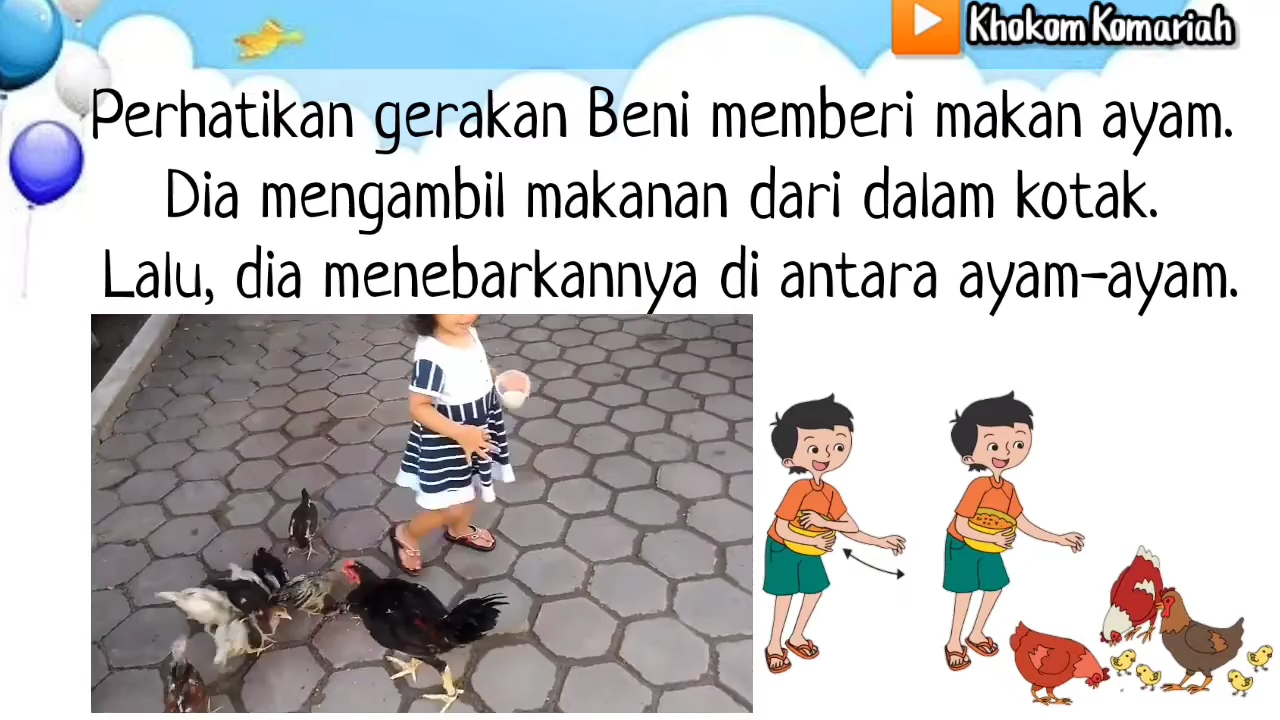 Khokom Komariah
Perhatikan gerakan Beni memberi makan ayam.
Dia mengambil makanan dari dalam kotak.
Lalu, dia menebarkannya di antara ayam-ayam.